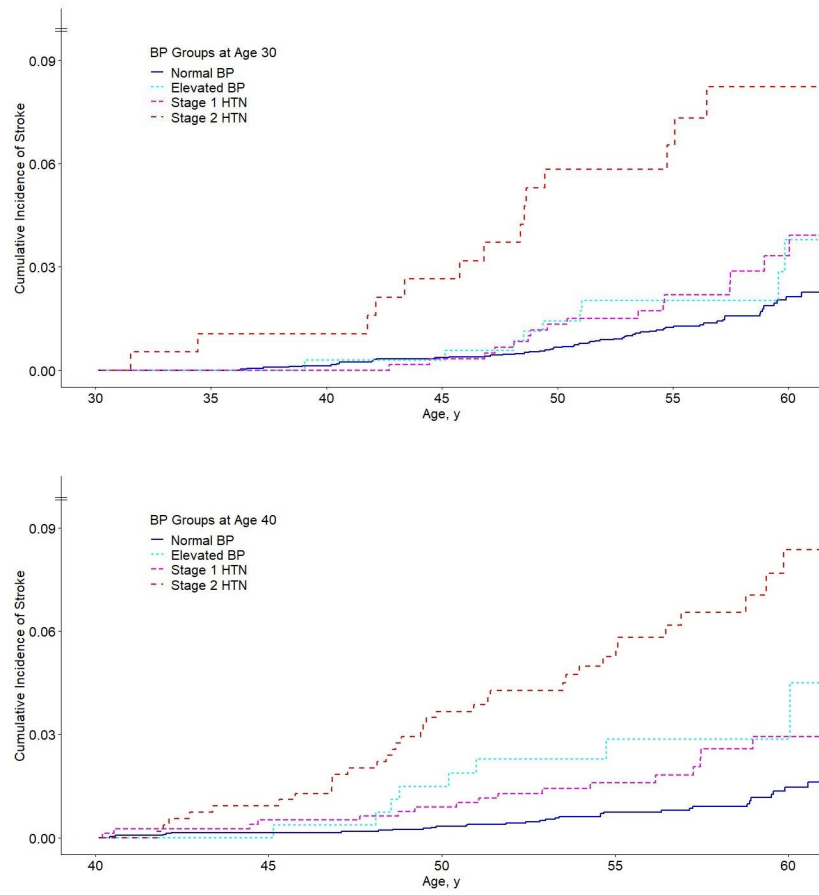 BP Groups at Age 30
Normal BP
Elevated BP
Stage 1 HTN
Stage 2 HTN
Cumulative Incidence of Stroke
0.09
0.06
0.03
0.00
30 35 40 45 50 55 60
Age, y
BP Groups at Age 40
Normal BP
Elevated BP
Stage 1 HTN
Stage 2 HTN
Cumulative Incidence of Stroke
0.09
0.06
0.03
0.00
40 50 55 60
Age, y